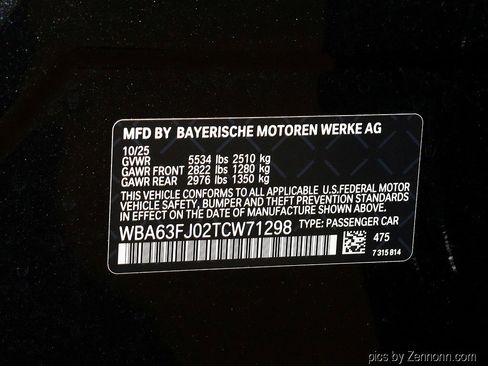 MFD BY BAYERISCHE MOTOREN WERKE AG
10/25
GVWR 5534 lbs 2510 kg
GAWR FRONT 2822 lbs 1280 kg
GAWR REAR 2976 lbs 1350 kg
THIS VEHICLE CONFORMS TO ALL APPLICABLE U.S.FEDERAL MOTOR
VEHICLE SAFETY, BUMPER AND THEFT PREVENTION STANDARDS IN
EFFECT ON THE DATE OF MANUFACTURE SHOWN ABOVE.
WBA63FJ02TCW71298 TYPE: PASSENGER CAR
475
7 315 814
pics by Zennonn.com